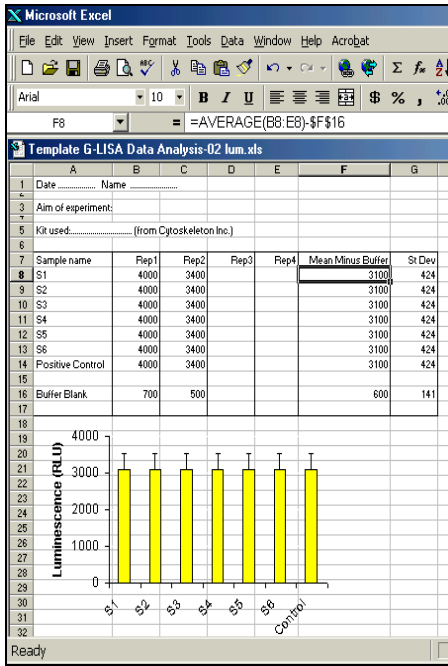 Microsoft Excel
File Edit View Insert Format Tools Data Window Help Acrobat
Arial 10 B I U $ % ,
F8 = =AVERAGE(B8:E8)-$F$16
Template G-LISA Data Analysis-02 lum.xls
A B C D E F G
1 Date .................. Name ......................
3 Aim of experiment:
5 Kit used:............................. (from Cytoskeleton Inc.)
6
7 Sample name Rep1 Rep2 Rep3 Rep4 Mean Minus Buffer St Dev
8 S1 4000 3400 3100 424
9 S2 4000 3400 3100 424
10 S3 4000 3400 3100 424
11 S4 4000 3400 3100 424
12 S5 4000 3400 3100 424
13 S6 4000 3400 3100 424
14 Positive Control 4000 3400 3100 424
15
16 Buffer Blank 700 500 600 141
17
18
19
20
21
22
23
24
25
26
27
28
29
30
31
32
Luminescence (RLU)
4000
3000
2000
1000
0
S1 S2 S3 S4 S5 S6 Control
Ready